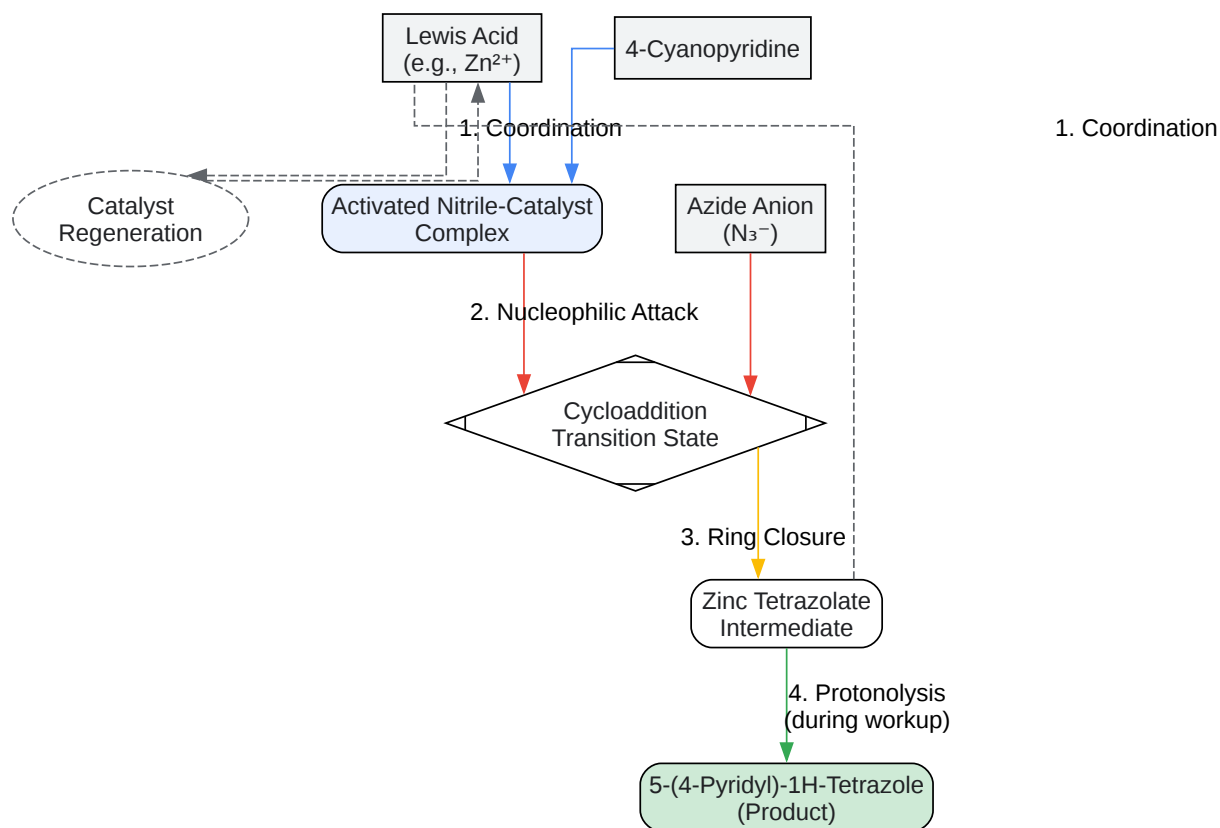 Lewis Acid
(e.g., Zn²⁺)
4-Cyanopyridine
1. Coordination
1. Coordination
Catalyst
Regeneration
Activated Nitrile-Catalyst
Complex
Azide Anion
(N₃⁻)
2. Nucleophilic Attack
Cycloaddition
Transition State
3. Ring Closure
Zinc Tetrazolate
Intermediate
4. Protonolysis
(during workup)
5-(4-Pyridyl)-1H-Tetrazole
(Product)